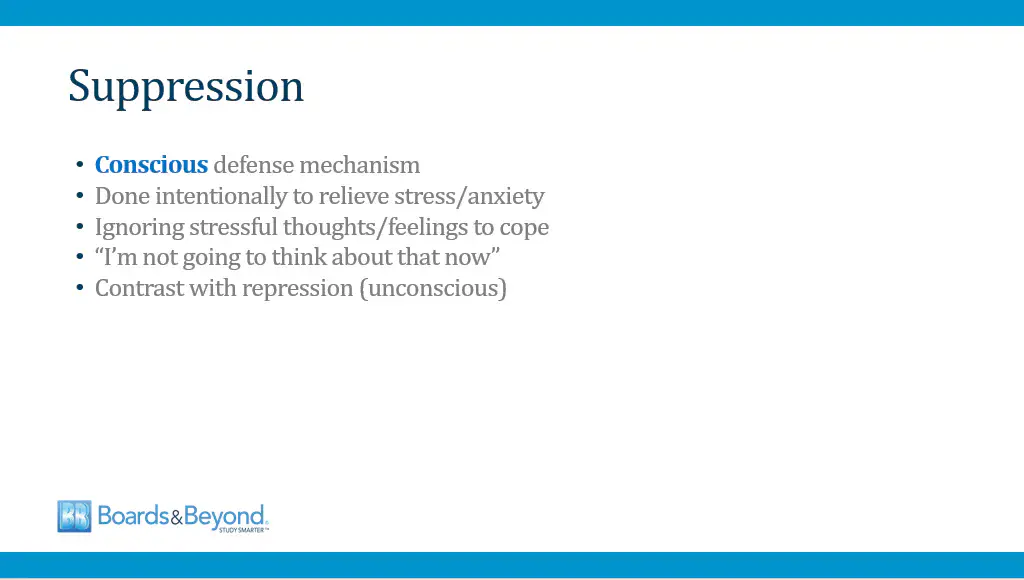 Suppression
• Conscious defense mechanism
• Done intentionally to relieve stress/anxiety
• Ignoring stressful thoughts/feelings to cope
• “I’m not going to think about that now”
• Contrast with repression (unconscious)
BB Boards&Beyond®
STUDY SMARTER™